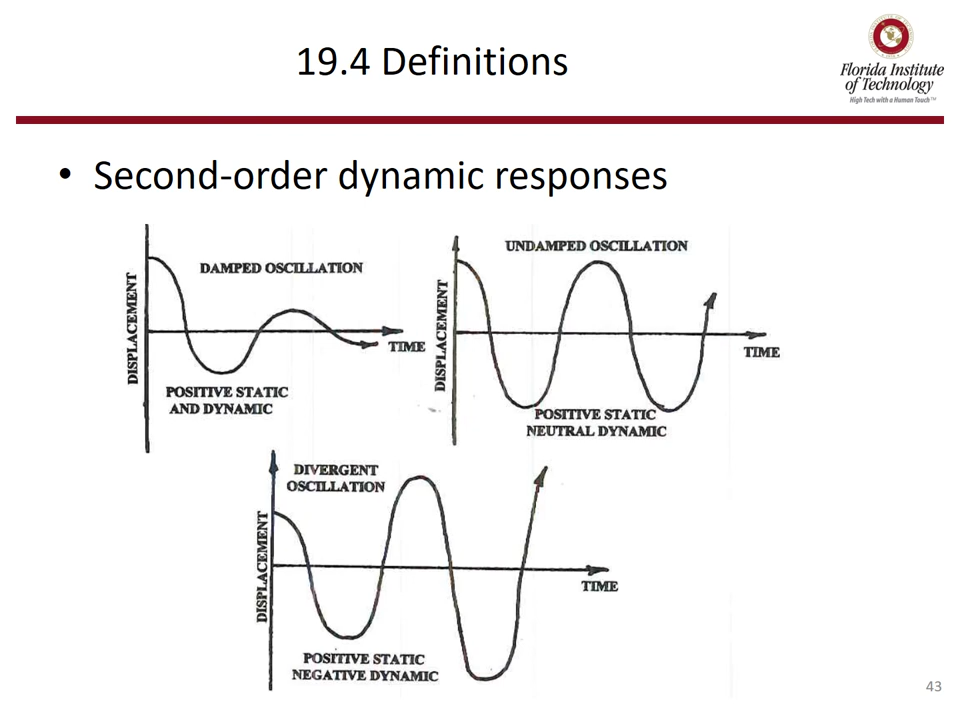 19.4 Definitions
Florida Institute
of Technology
High Tech with a Human Touch™
• Second-order dynamic responses
DISPLACEMENT
DAMPED OSCILLATION
TIME
POSITIVE STATIC
AND DYNAMIC
DISPLACEMENT
UNDAMPED OSCILLATION
TIME
POSITIVE STATIC
NEUTRAL DYNAMIC
DISPLACEMENT
DIVERGENT
OSCILLATION
TIME
POSITIVE STATIC
NEGATIVE DYNAMIC
43